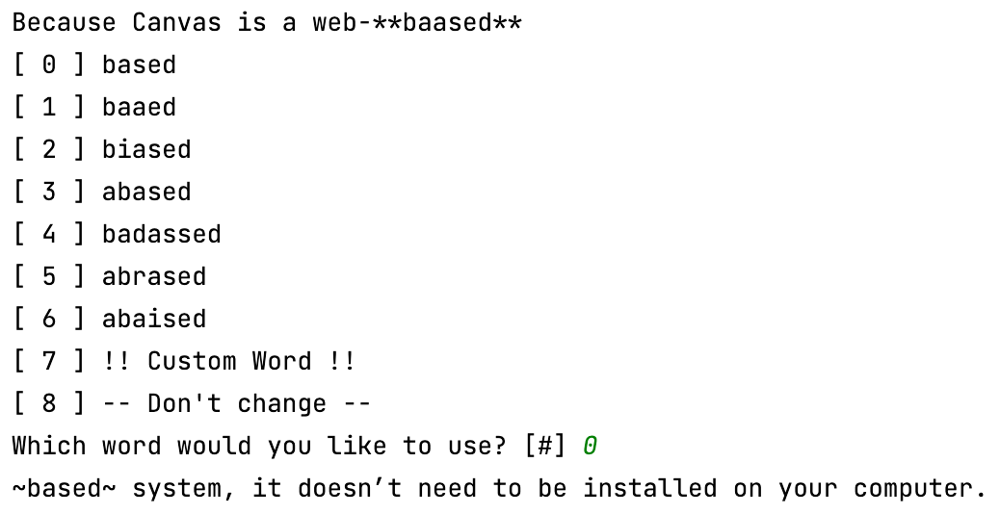 Because Canvas is a web-**baased**
[ 0 ] based
[ 1 ] baaed
[ 2 ] biased
[ 3 ] abased
[ 4 ] badassed
[ 5 ] abrased
[ 6 ] abaised
[ 7 ] !! Custom Word !!
[ 8 ] -- Don't change --
Which word would you like to use? [#] 0
~based~ system, it doesn’t need to be installed on your computer.